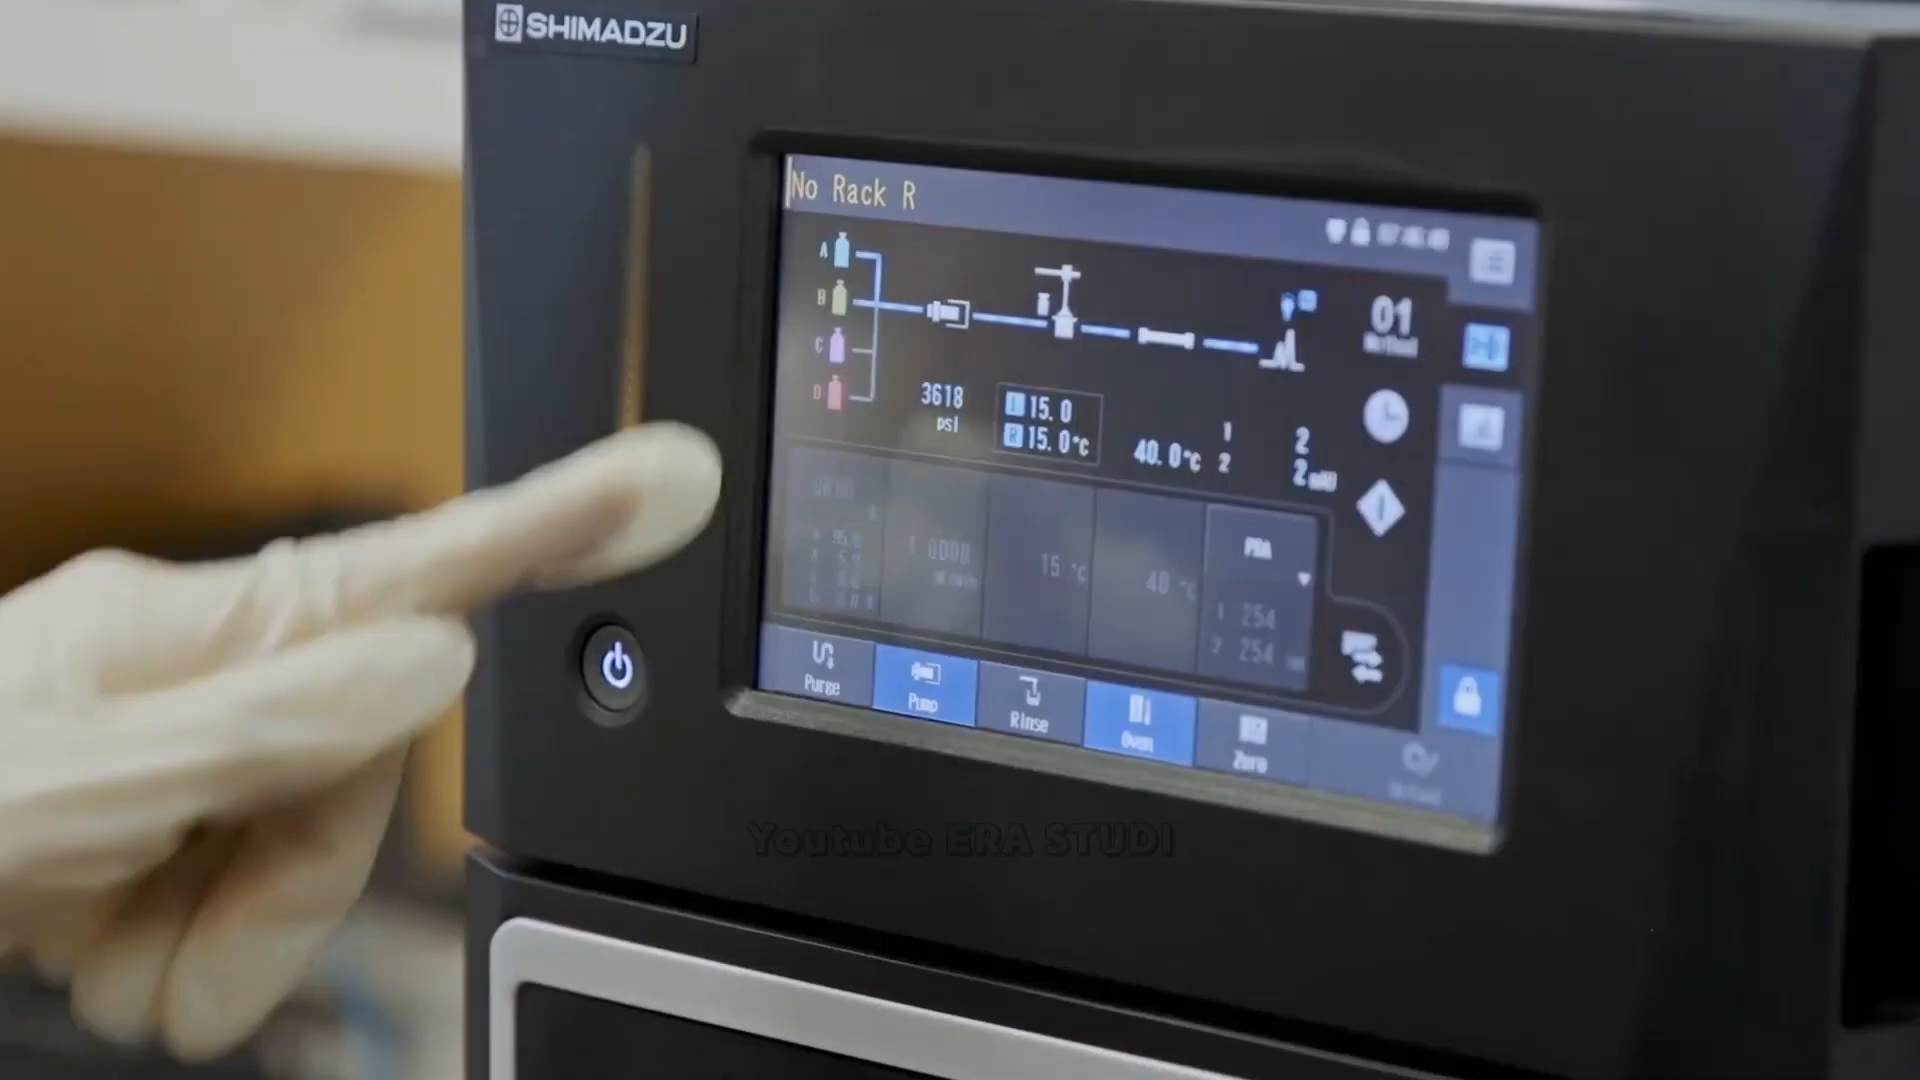 SHIMADZU
No Rack R
A
B
C
D
01
3618
psi
L 15.0
R 15.0°C
40.0°C
1
2
2
2 mAU
PDA
15 °C
40 °C
1 254
2 254
Purge
Pump
Rinse
Oven
Zero
Youtube ERA STUDI